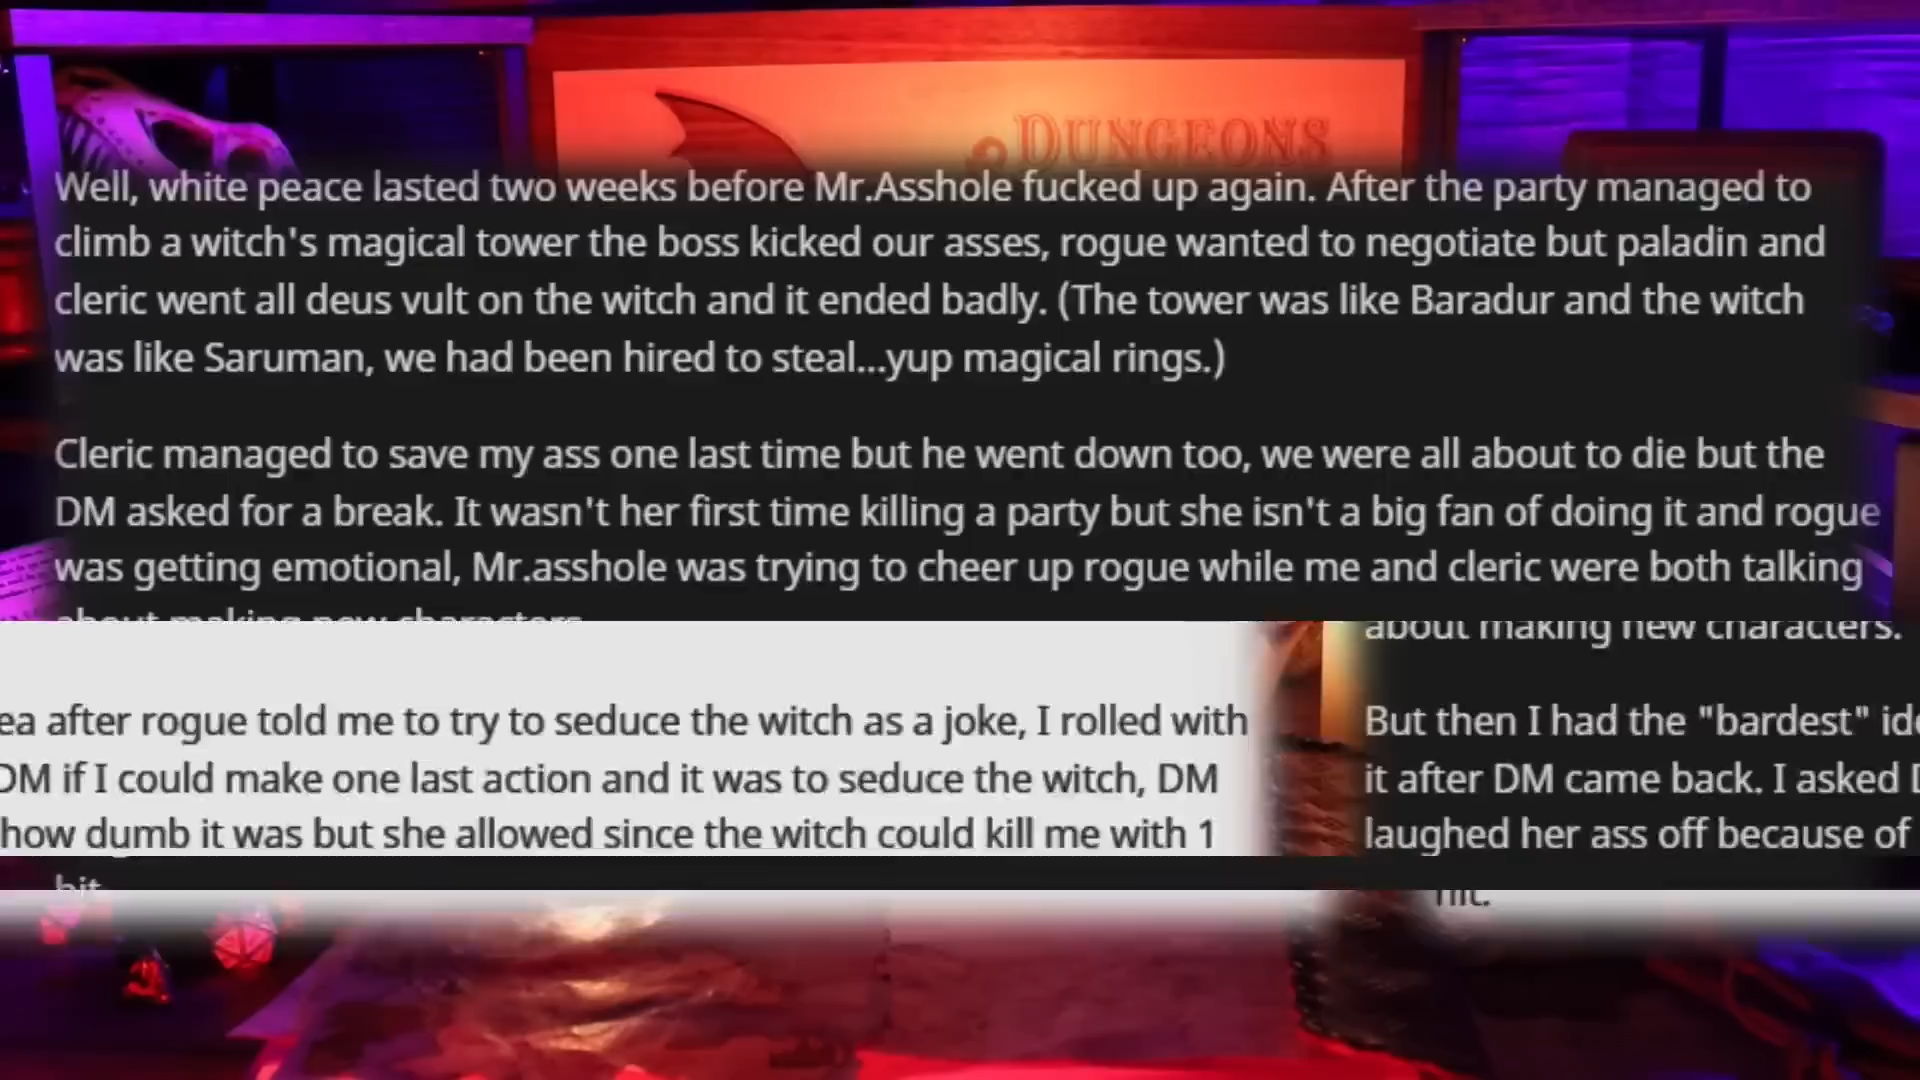 DUNGEONS
Well, white peace lasted two weeks before Mr.Asshole fucked up again. After the party managed to
climb a witch's magical tower the boss kicked our asses, rogue wanted to negotiate but paladin and
cleric went all deus vult on the witch and it ended badly. (The tower was like Baradur and the witch
was like Saruman, we had been hired to steal...yup magical rings.)
Cleric managed to save my ass one last time but he went down too, we were all about to die but the
DM asked for a break. It wasn't her first time killing a party but she isn't a big fan of doing it and rogue
was getting emotional, Mr.asshole was trying to cheer up rogue while me and cleric were both talking
about making new characters.
about making new characters.
ea after rogue told me to try to seduce the witch as a joke, I rolled with
But then I had the "bardest" ide
DM if I could make one last action and it was to seduce the witch, DM
it after DM came back. I asked D
how dumb it was but she allowed since the witch could kill me with 1
laughed her ass off because of
hit.
hit.